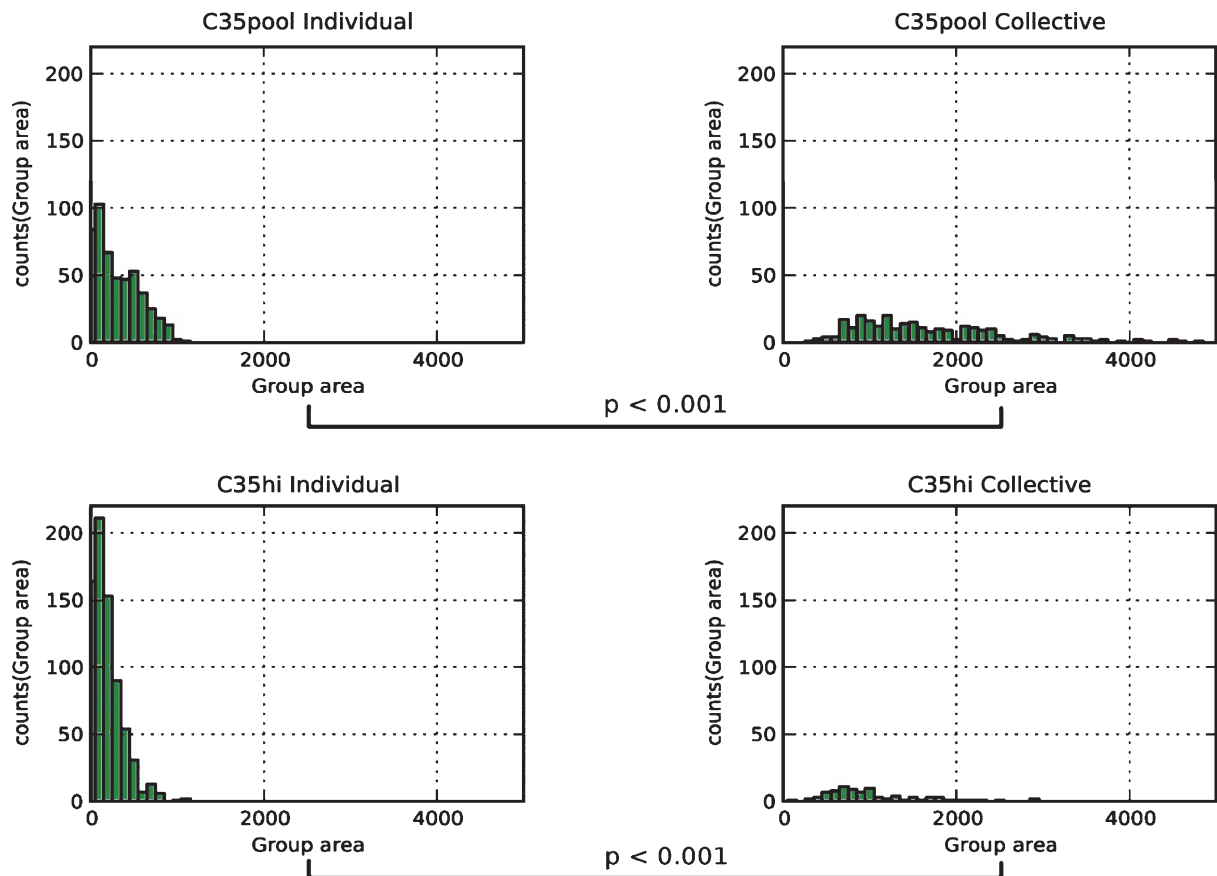 C35pool Individual
C35pool Collective
counts(Group area)
200
150
100
50
0
0 2000 4000
Group area
counts(Group area)
200
150
100
50
0
0 2000 4000
Group area
p < 0.001
C35hi Individual
C35hi Collective
counts(Group area)
200
150
100
50
0
0 2000 4000
Group area
counts(Group area)
200
150
100
50
0
0 2000 4000
Group area
p < 0.001